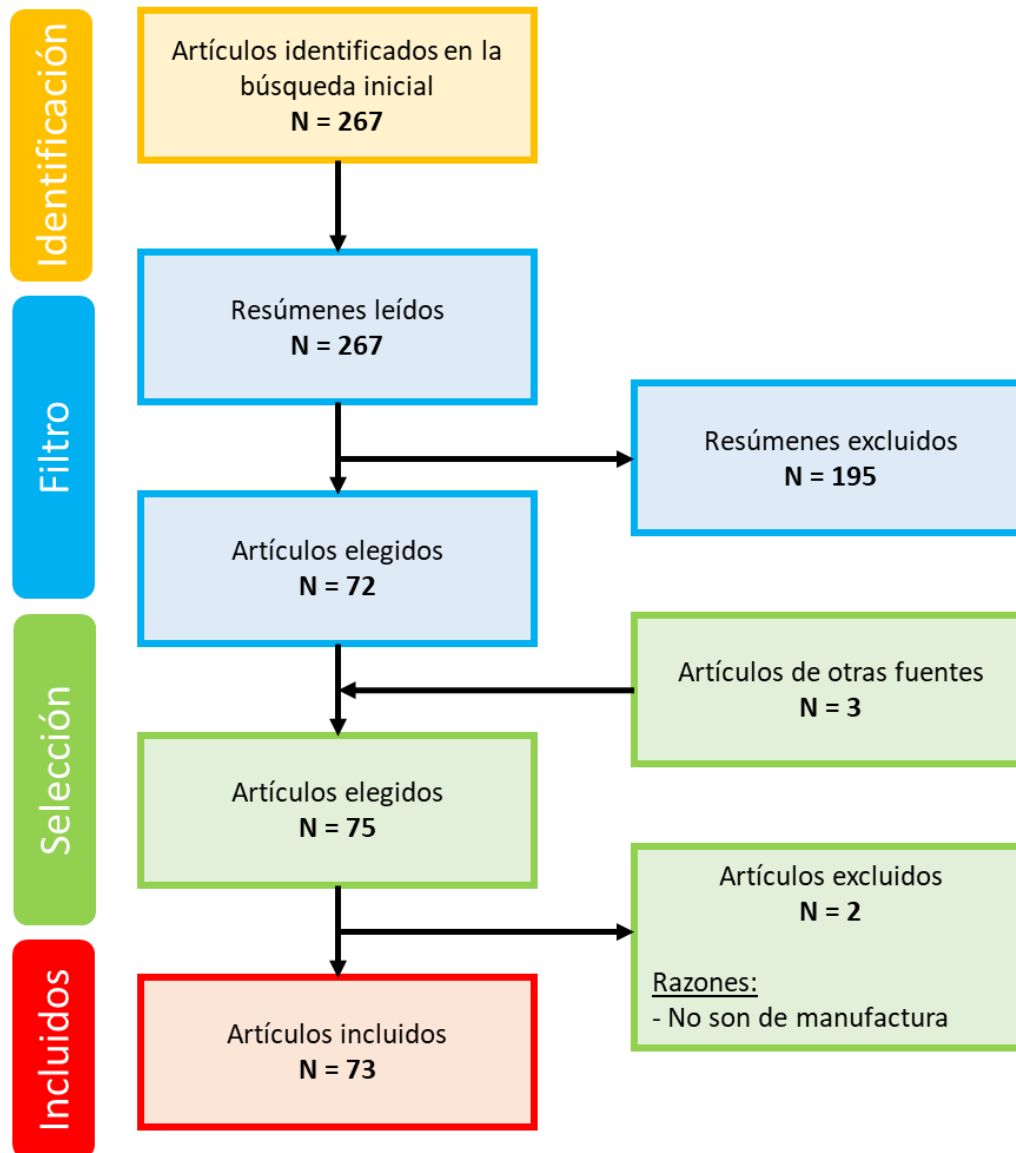 Identificación
Artículos identificados en la
búsqueda inicial
N = 267
Filtro
Resúmenes leídos
N = 267
Resúmenes excluidos
N = 195
Artículos elegidos
N = 72
Selección
Artículos de otras fuentes
N = 3
Artículos elegidos
N = 75
Artículos excluidos
N = 2
Razones:
- No son de manufactura
Incluidos
Artículos incluidos
N = 73